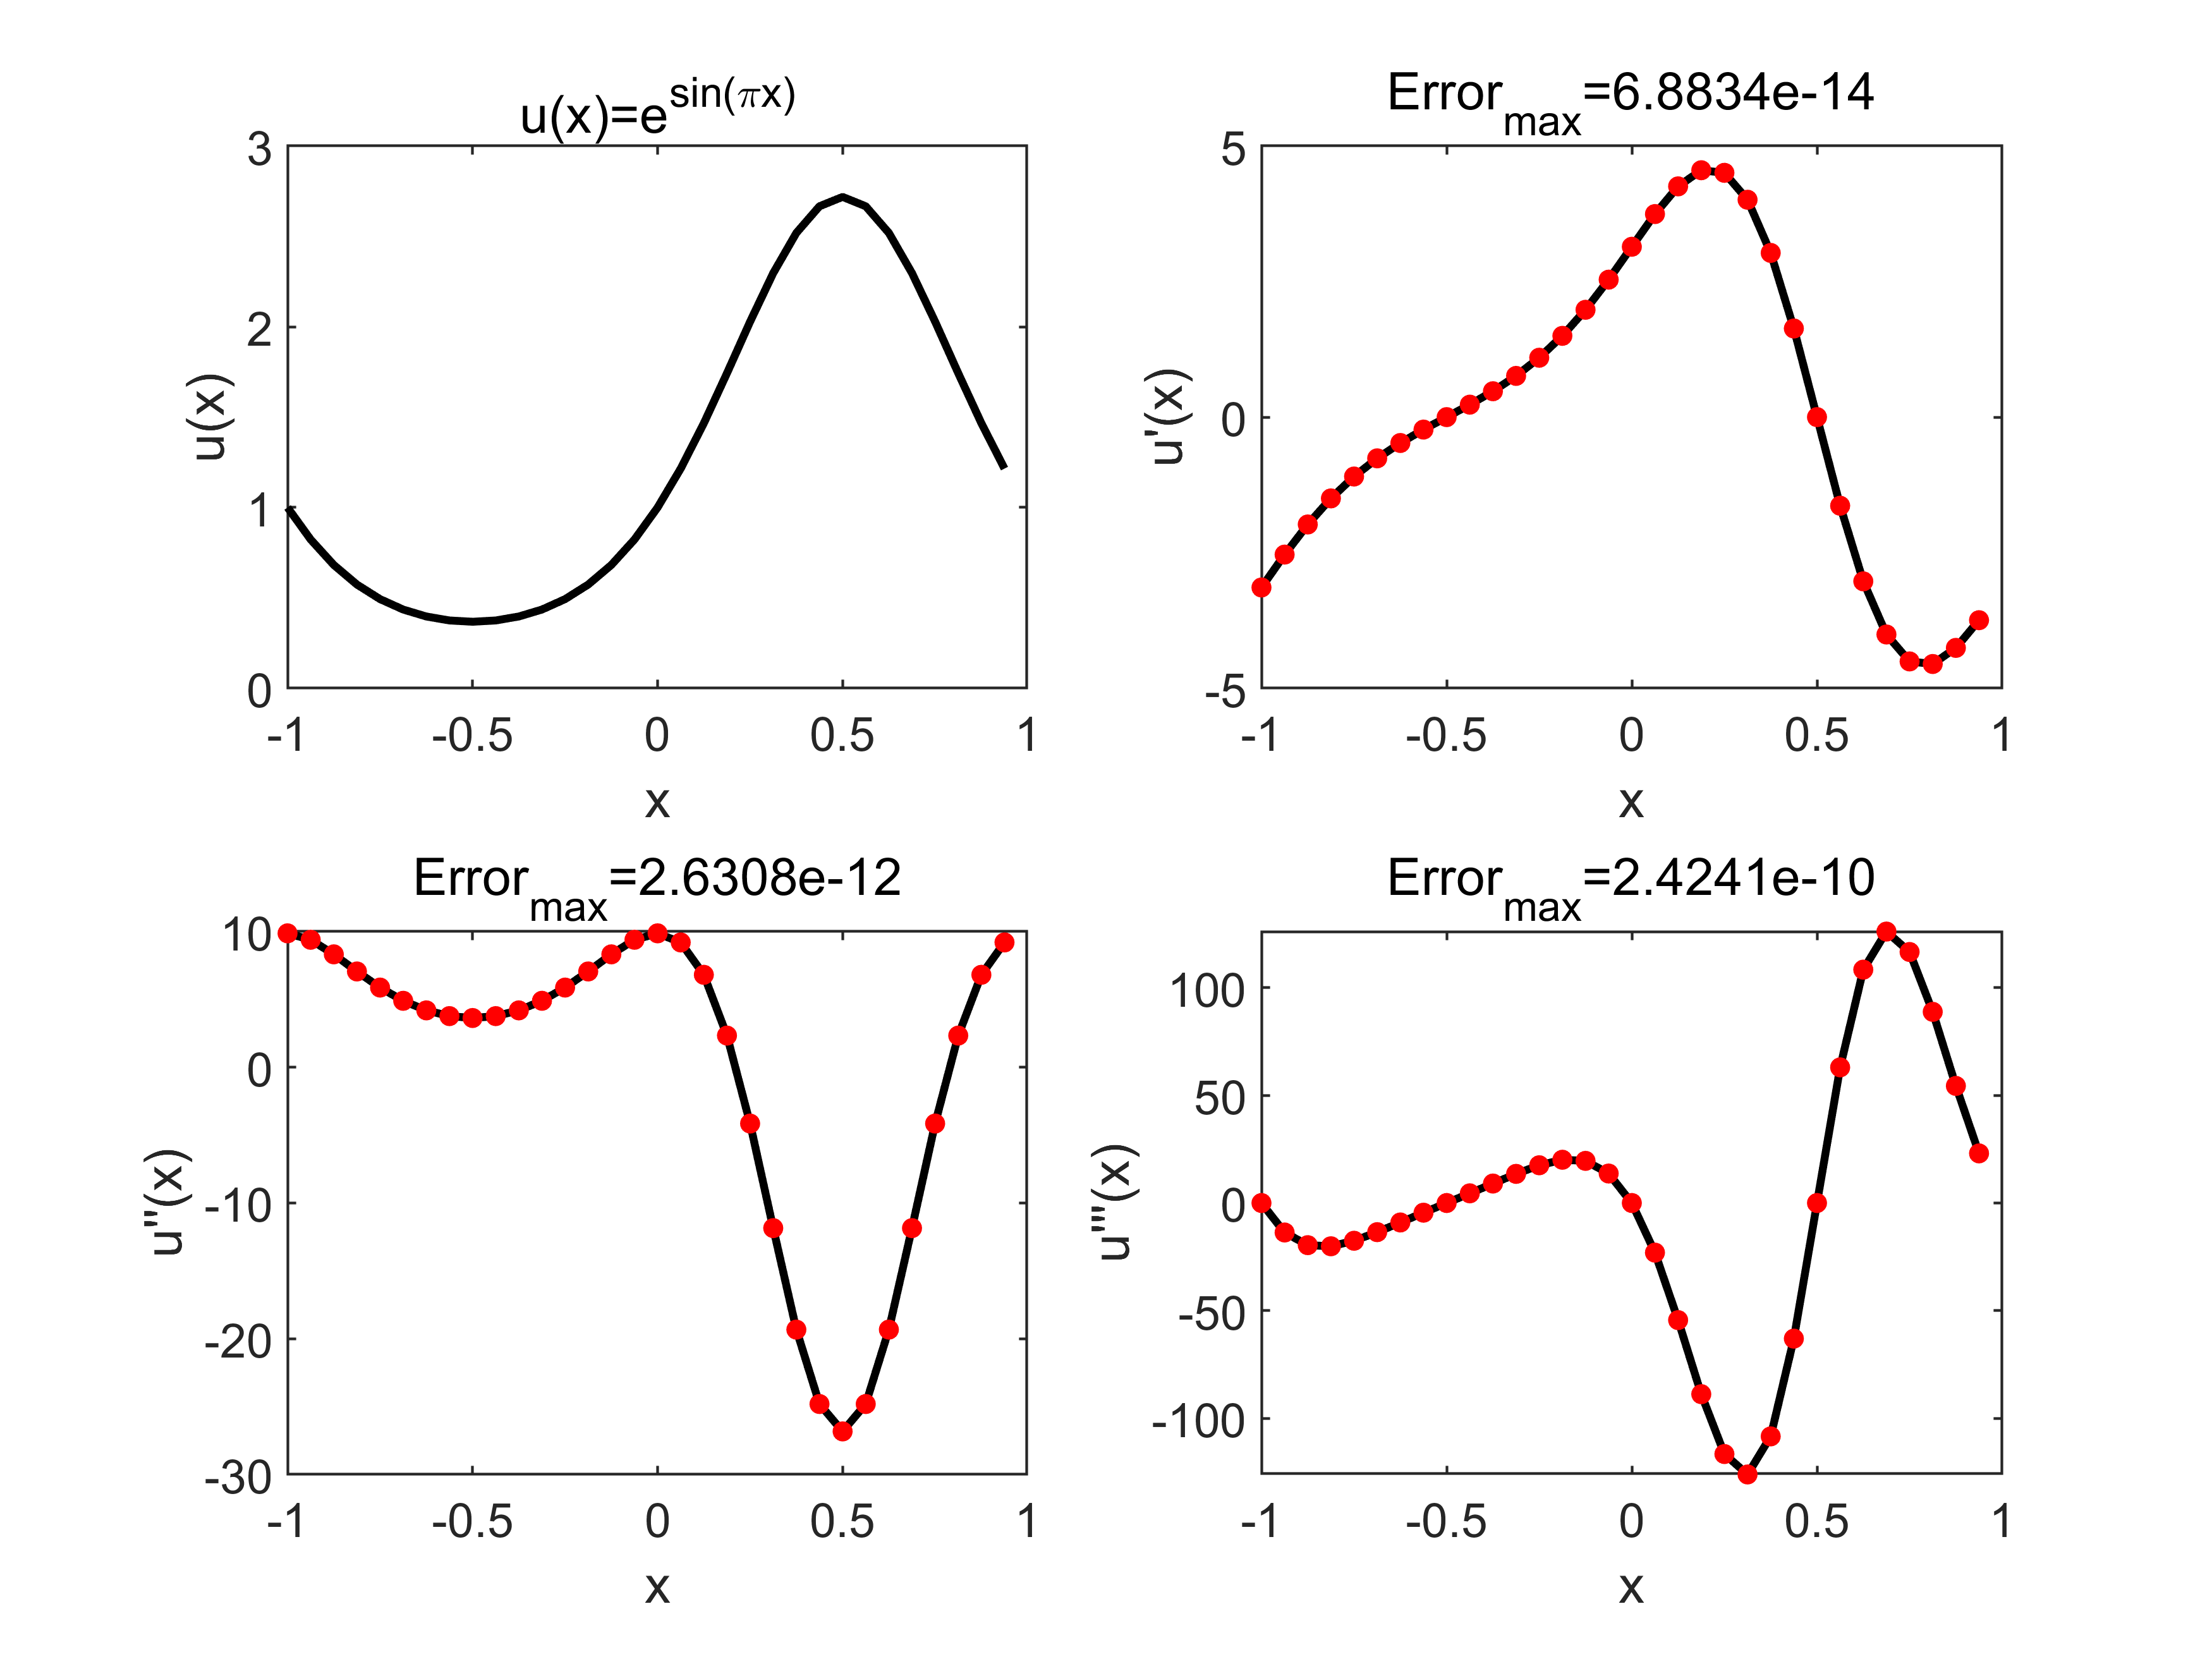 u(x)=e^sin(πx)
3
2
1
0
u(x)
-1 -0.5 0 0.5 1
x
Error_max=6.8834e-14
5
0
-5
u'(x)
-1 -0.5 0 0.5 1
x
Error_max=2.6308e-12
10
0
-10
-20
-30
u''(x)
-1 -0.5 0 0.5 1
x
Error_max=2.4241e-10
100
50
0
-50
-100
u'''(x)
-1 -0.5 0 0.5 1
x